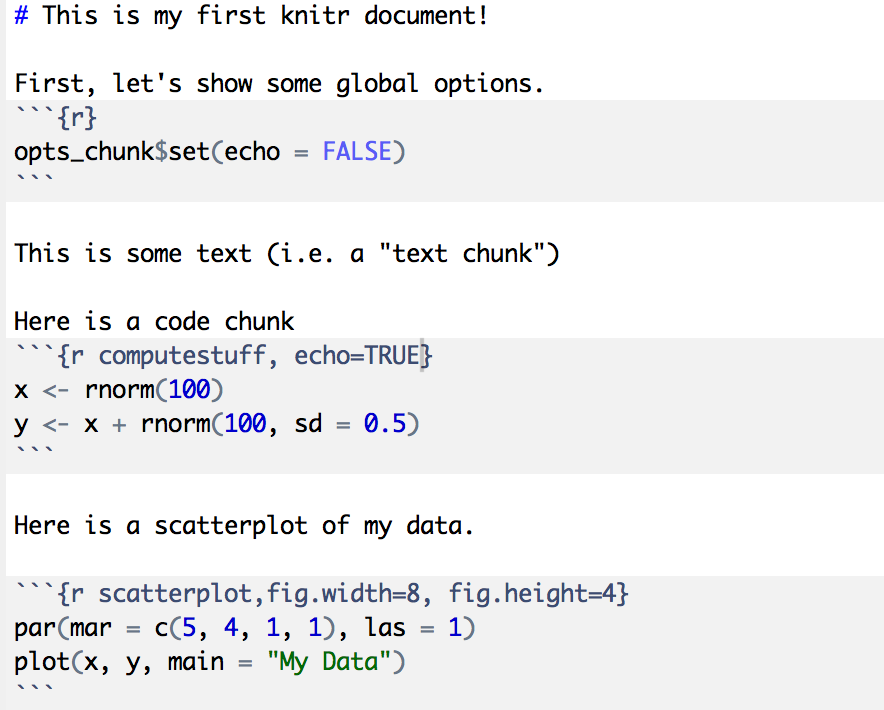 # This is my first knitr document!
First, let's show some global options.
```{r}
opts_chunk$set(echo = FALSE)
```
This is some text (i.e. a "text chunk")
Here is a code chunk
```{r computestuff, echo=TRUE}
x <- rnorm(100)
y <- x + rnorm(100, sd = 0.5)
```
Here is a scatterplot of my data.
```{r scatterplot,fig.width=8, fig.height=4}
par(mar = c(5, 4, 1, 1), las = 1)
plot(x, y, main = "My Data")
```